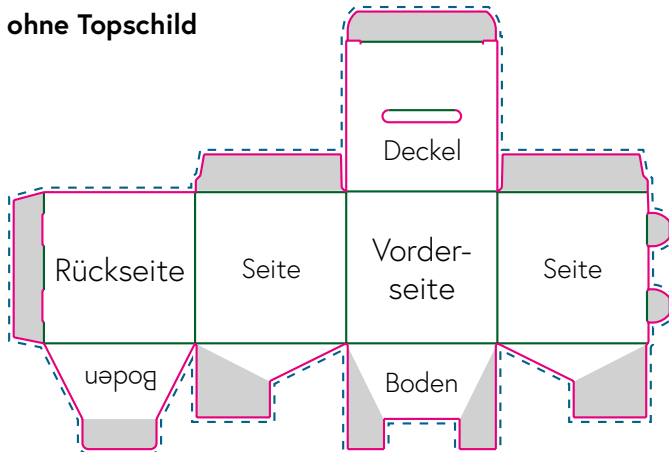 ohne Topschild
Deckel
Rückseite
Seite
Vorder-
seite
Seite
Boden
Boden